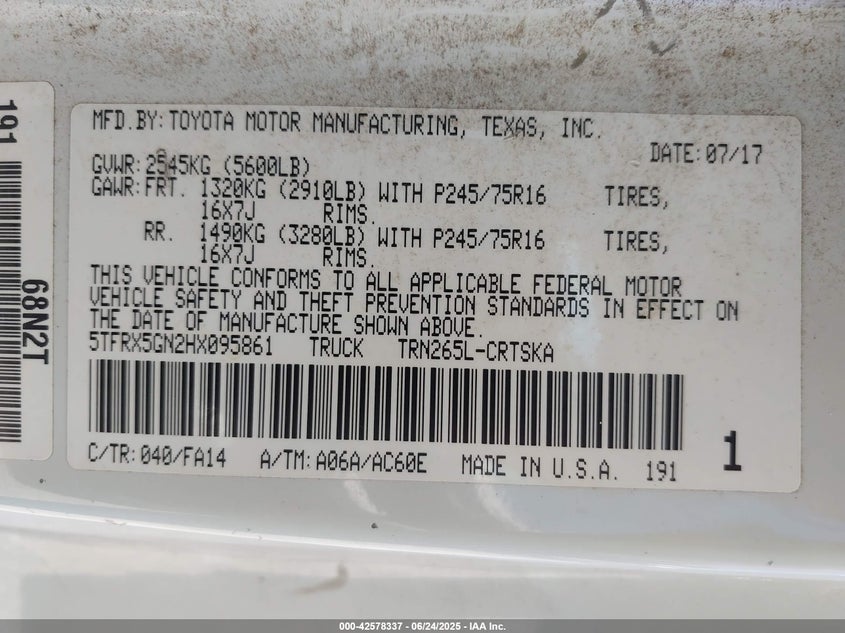 191
68N2T
MFD.BY:TOYOTA MOTOR MANUFACTURING, TEXAS, INC.
DATE:07/17
GVWR:2545KG (5600LB)
GAWR:FRT. 1320KG (2910LB) WITH P245/75R16 TIRES,
16X7J RIMS.
RR. 1490KG (3280LB) WITH P245/75R16 TIRES,
16X7J RIMS.
THIS VEHICLE CONFORMS TO ALL APPLICABLE FEDERAL MOTOR
VEHICLE SAFETY AND THEFT PREVENTION STANDARDS IN EFFECT ON
THE DATE OF MANUFACTURE SHOWN ABOVE.
5TFRX5GN2HX095861 TRUCK TRN265L-CRTSKA
1
C/TR:040/FA14 A/TM:A06A/AC60E MADE IN U.S.A. 191
000-42578337 - 06/24/2025 - IAA Inc.